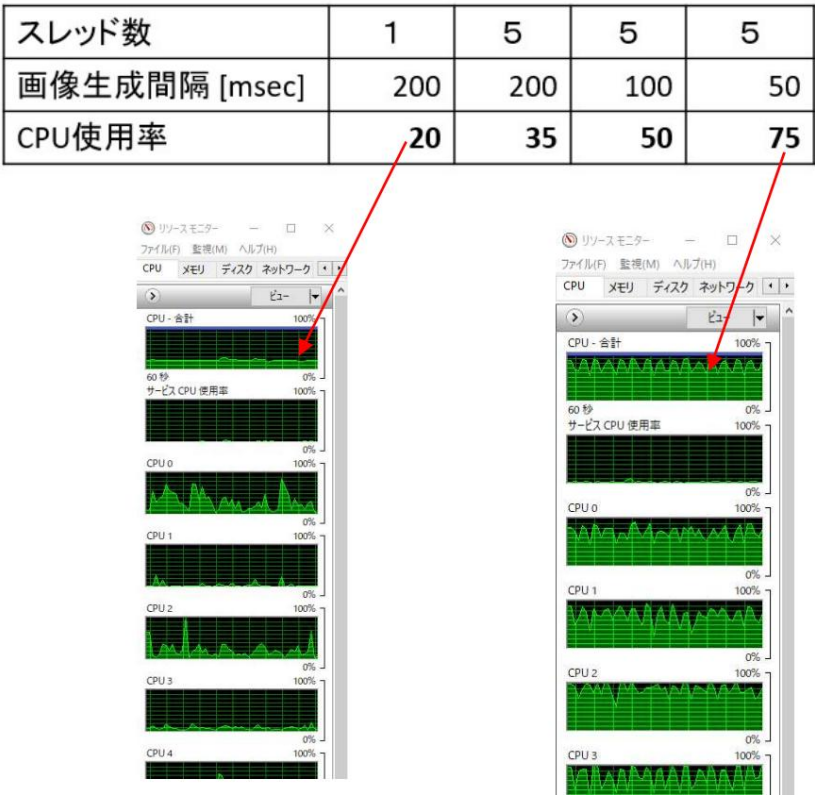 スレッド数 1 5 5 5
画像生成間隔 [msec] 200 200 100 50
CPU使用率 20 35 50 75
リソース モニター
ファイル(F) 監視(M) ヘルプ(H)
CPU メモリ ディスク ネットワーク
ビュー
CPU - 合計 100%
60 秒 0%
サービス CPU 使用率 100%
0%
CPU 0 100%
0%
CPU 1 100%
0%
CPU 2 100%
0%
CPU 3 100%
0%
CPU 4 100%
リソース モニター
ファイル(F) 監視(M) ヘルプ(H)
CPU メモリ ディスク ネットワーク
ビュー
CPU - 合計 100%
60 秒 0%
サービス CPU 使用率 100%
0%
CPU 0 100%
0%
CPU 1 100%
0%
CPU 2 100%
0%
CPU 3 100%